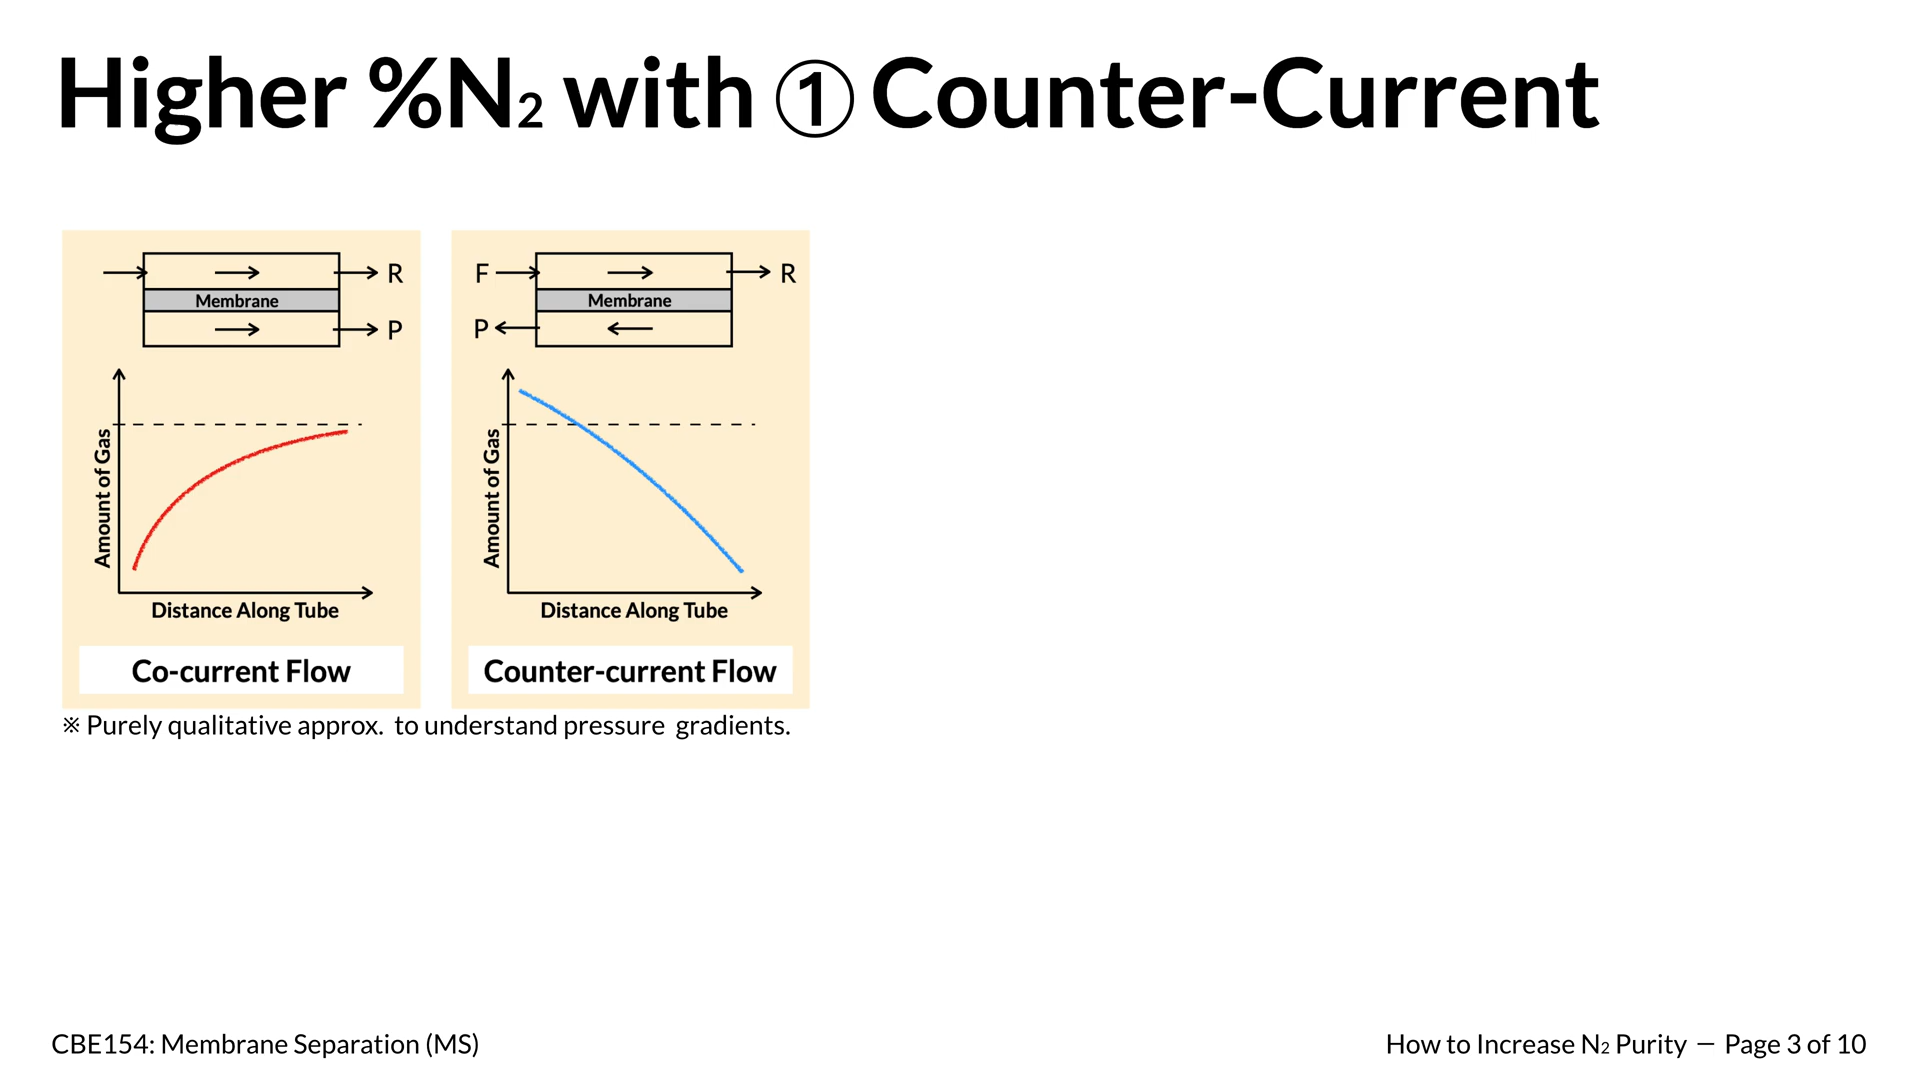 Higher %N₂ with ① Counter-Current
R
Membrane
P
Amount of Gas
Distance Along Tube
Co-current Flow
F
R
Membrane
P
Amount of Gas
Distance Along Tube
Counter-current Flow
※ Purely qualitative approx. to understand pressure gradients.
CBE154: Membrane Separation (MS)
How to Increase N₂ Purity — Page 3 of 10